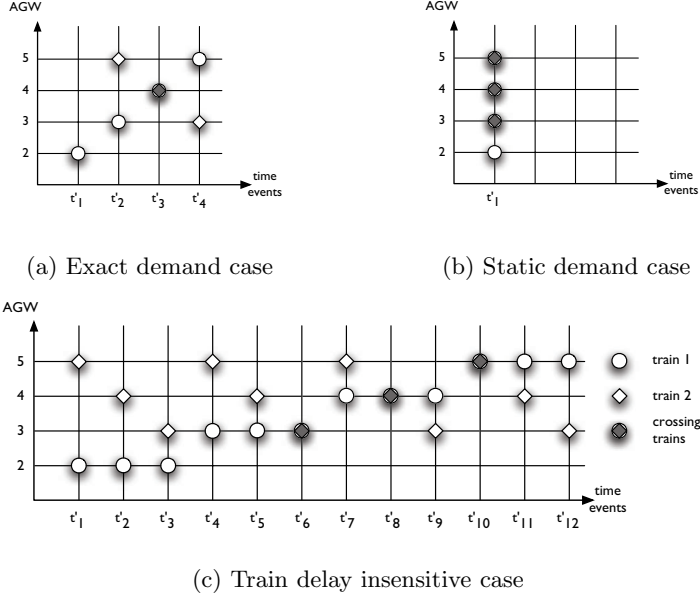 AGW
5
4
3
2
t'1 t'2 t'3 t'4
time
events
(a) Exact demand case
AGW
5
4
3
2
t'1
time
events
(b) Static demand case
AGW
5
4
3
2
t'1 t'2 t'3 t'4 t'5 t'6 t'7 t'8 t'9 t'10 t'11 t'12
time
events
train 1
train 2
crossing
trains
(c) Train delay insensitive case